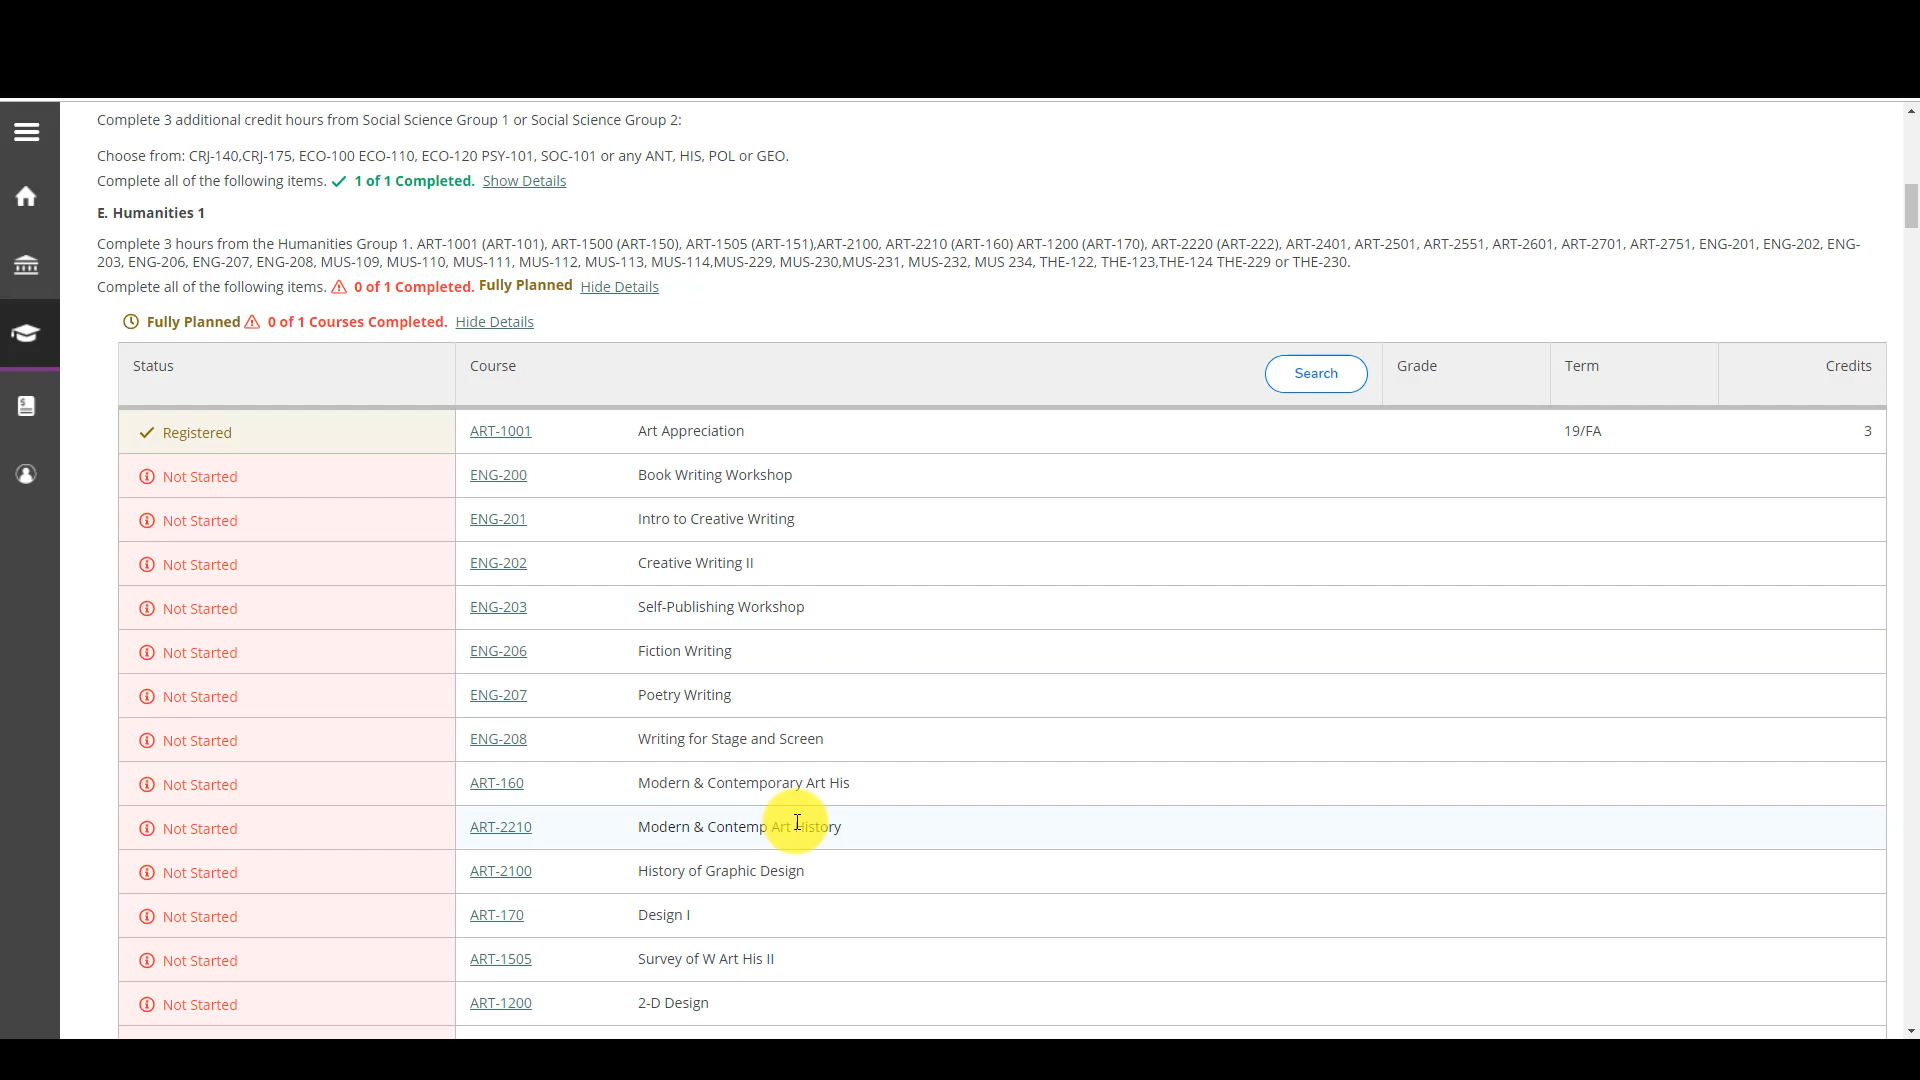 Complete 3 additional credit hours from Social Science Group 1 or Social Science Group 2:
Choose from: CRJ-140,CRJ-175, ECO-100 ECO-110, ECO-120 PSY-101, SOC-101 or any ANT, HIS, POL or GEO.
Complete all of the following items. 1 of 1 Completed. Show Details
E. Humanities 1
Complete 3 hours from the Humanities Group 1. ART-1001 (ART-101), ART-1500 (ART-150), ART-1505 (ART-151),ART-2100, ART-2210 (ART-160) ART-1200 (ART-170), ART-2220 (ART-222), ART-2401, ART-2501, ART-2551, ART-2601, ART-2701, ART-2751, ENG-201, ENG-202, ENG-
203, ENG-206, ENG-207, ENG-208, MUS-109, MUS-110, MUS-111, MUS-112, MUS-113, MUS-114,MUS-229, MUS-230,MUS-231, MUS-232, MUS 234, THE-122, THE-123,THE-124 THE-229 or THE-230.
Complete all of the following items. 0 of 1 Completed. Fully Planned Hide Details
Fully Planned 0 of 1 Courses Completed. Hide Details
Status Course Search Grade Term Credits
Registered ART-1001 Art Appreciation 19/FA 3
Not Started ENG-200 Book Writing Workshop
Not Started ENG-201 Intro to Creative Writing
Not Started ENG-202 Creative Writing II
Not Started ENG-203 Self-Publishing Workshop
Not Started ENG-206 Fiction Writing
Not Started ENG-207 Poetry Writing
Not Started ENG-208 Writing for Stage and Screen
Not Started ART-160 Modern & Contemporary Art His
Not Started ART-2210 Modern & Contemp Art History
Not Started ART-2100 History of Graphic Design
Not Started ART-170 Design I
Not Started ART-1505 Survey of W Art His II
Not Started ART-1200 2-D Design